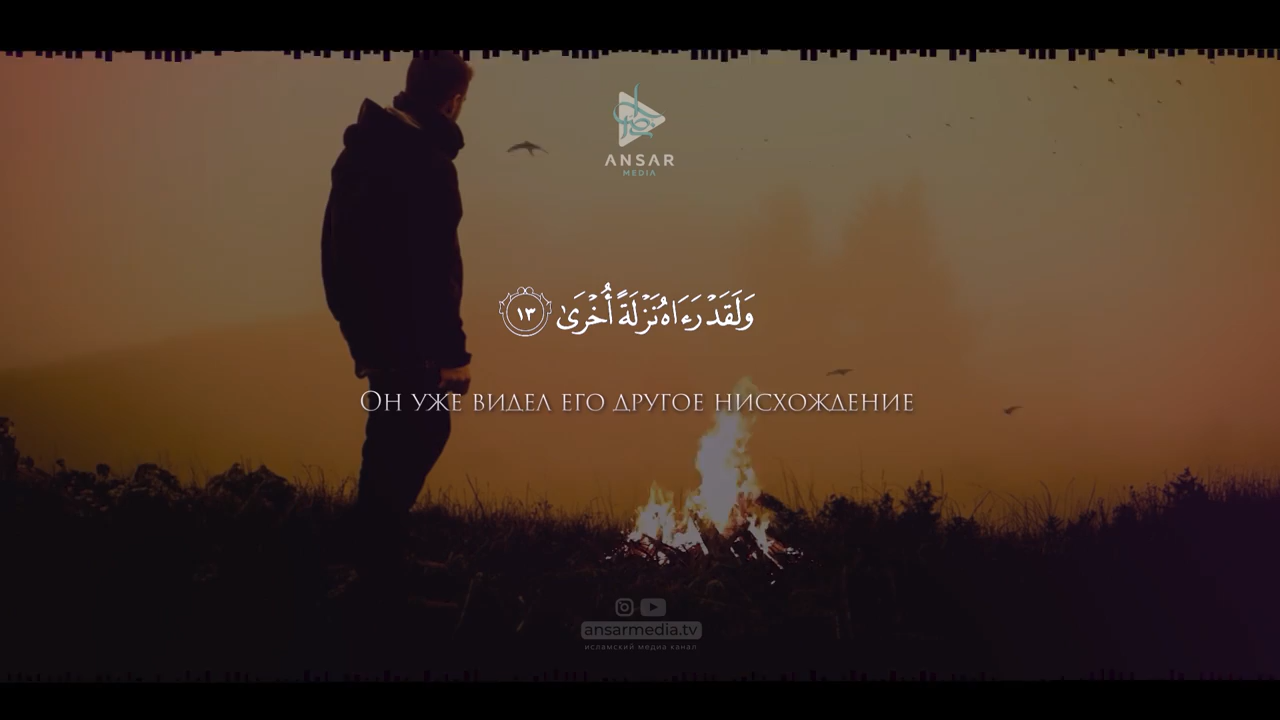 ANSAR
MEDIA
وَلَقَدْ رَءَاهُ نَزْلَةً أُخْرَىٰ ١٣
Он уже видел его другое нисхождение
ansarmedia.tv
исламский медиа канал